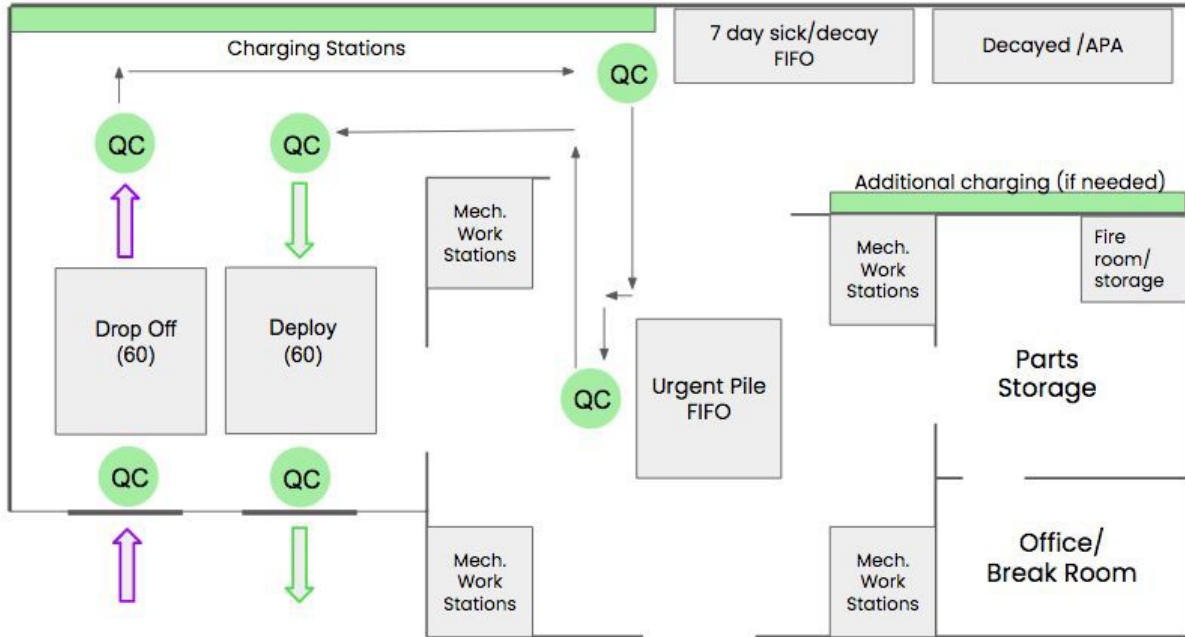 Charging Stations
7 day sick/decay
FIFO
Decayed /APA
QC
QC
QC
Additional charging (if needed)
Mech.
Work
Stations
Mech.
Work
Stations
Fire
room/
storage
Drop Off
(60)
Deploy
(60)
Urgent Pile
FIFO
QC
Parts
Storage
QC
QC
Mech.
Work
Stations
Mech.
Work
Stations
Office/
Break Room